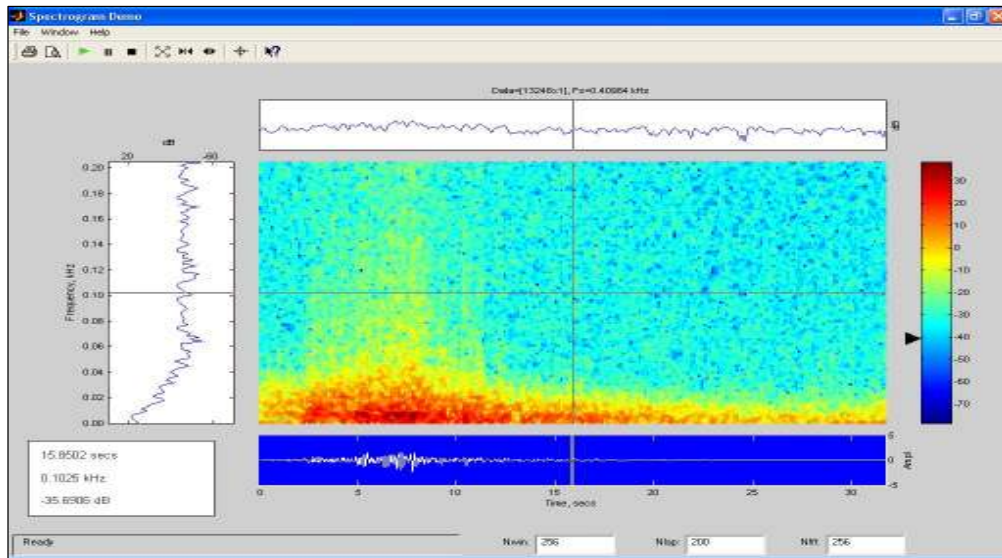 Spectrogram Demo
File Window Help
Data=[13246x1], Fs=0.40984 kHz
dB
20 -60
dB
0.20
0.18
0.16
0.14
0.12
0.10
0.08
0.06
0.04
0.02
0.00
Frequency, kHz
30
20
10
0
-10
-20
-30
-40
-50
-60
-70
5
0
-5
Ampl
0 5 10 15 20 25 30
Time, secs
15.8502 secs
0.1025 kHz
-35.6906 dB
Ready
Nwin: 256
Nlap: 200
Nfft: 256